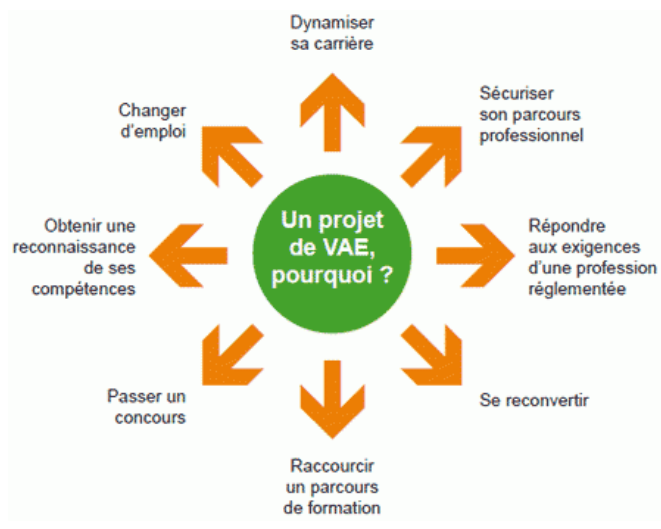 Dynamiser
sa carrière
Sécuriser
son parcours
professionnel
Changer
d'emploi
Un projet
de VAE,
pourquoi ?
Obtenir une
reconnaissance
de ses
compétences
Répondre
aux exigences
d'une profession
réglementée
Passer un
concours
Se reconvertir
Raccourcir
un parcours
de formation